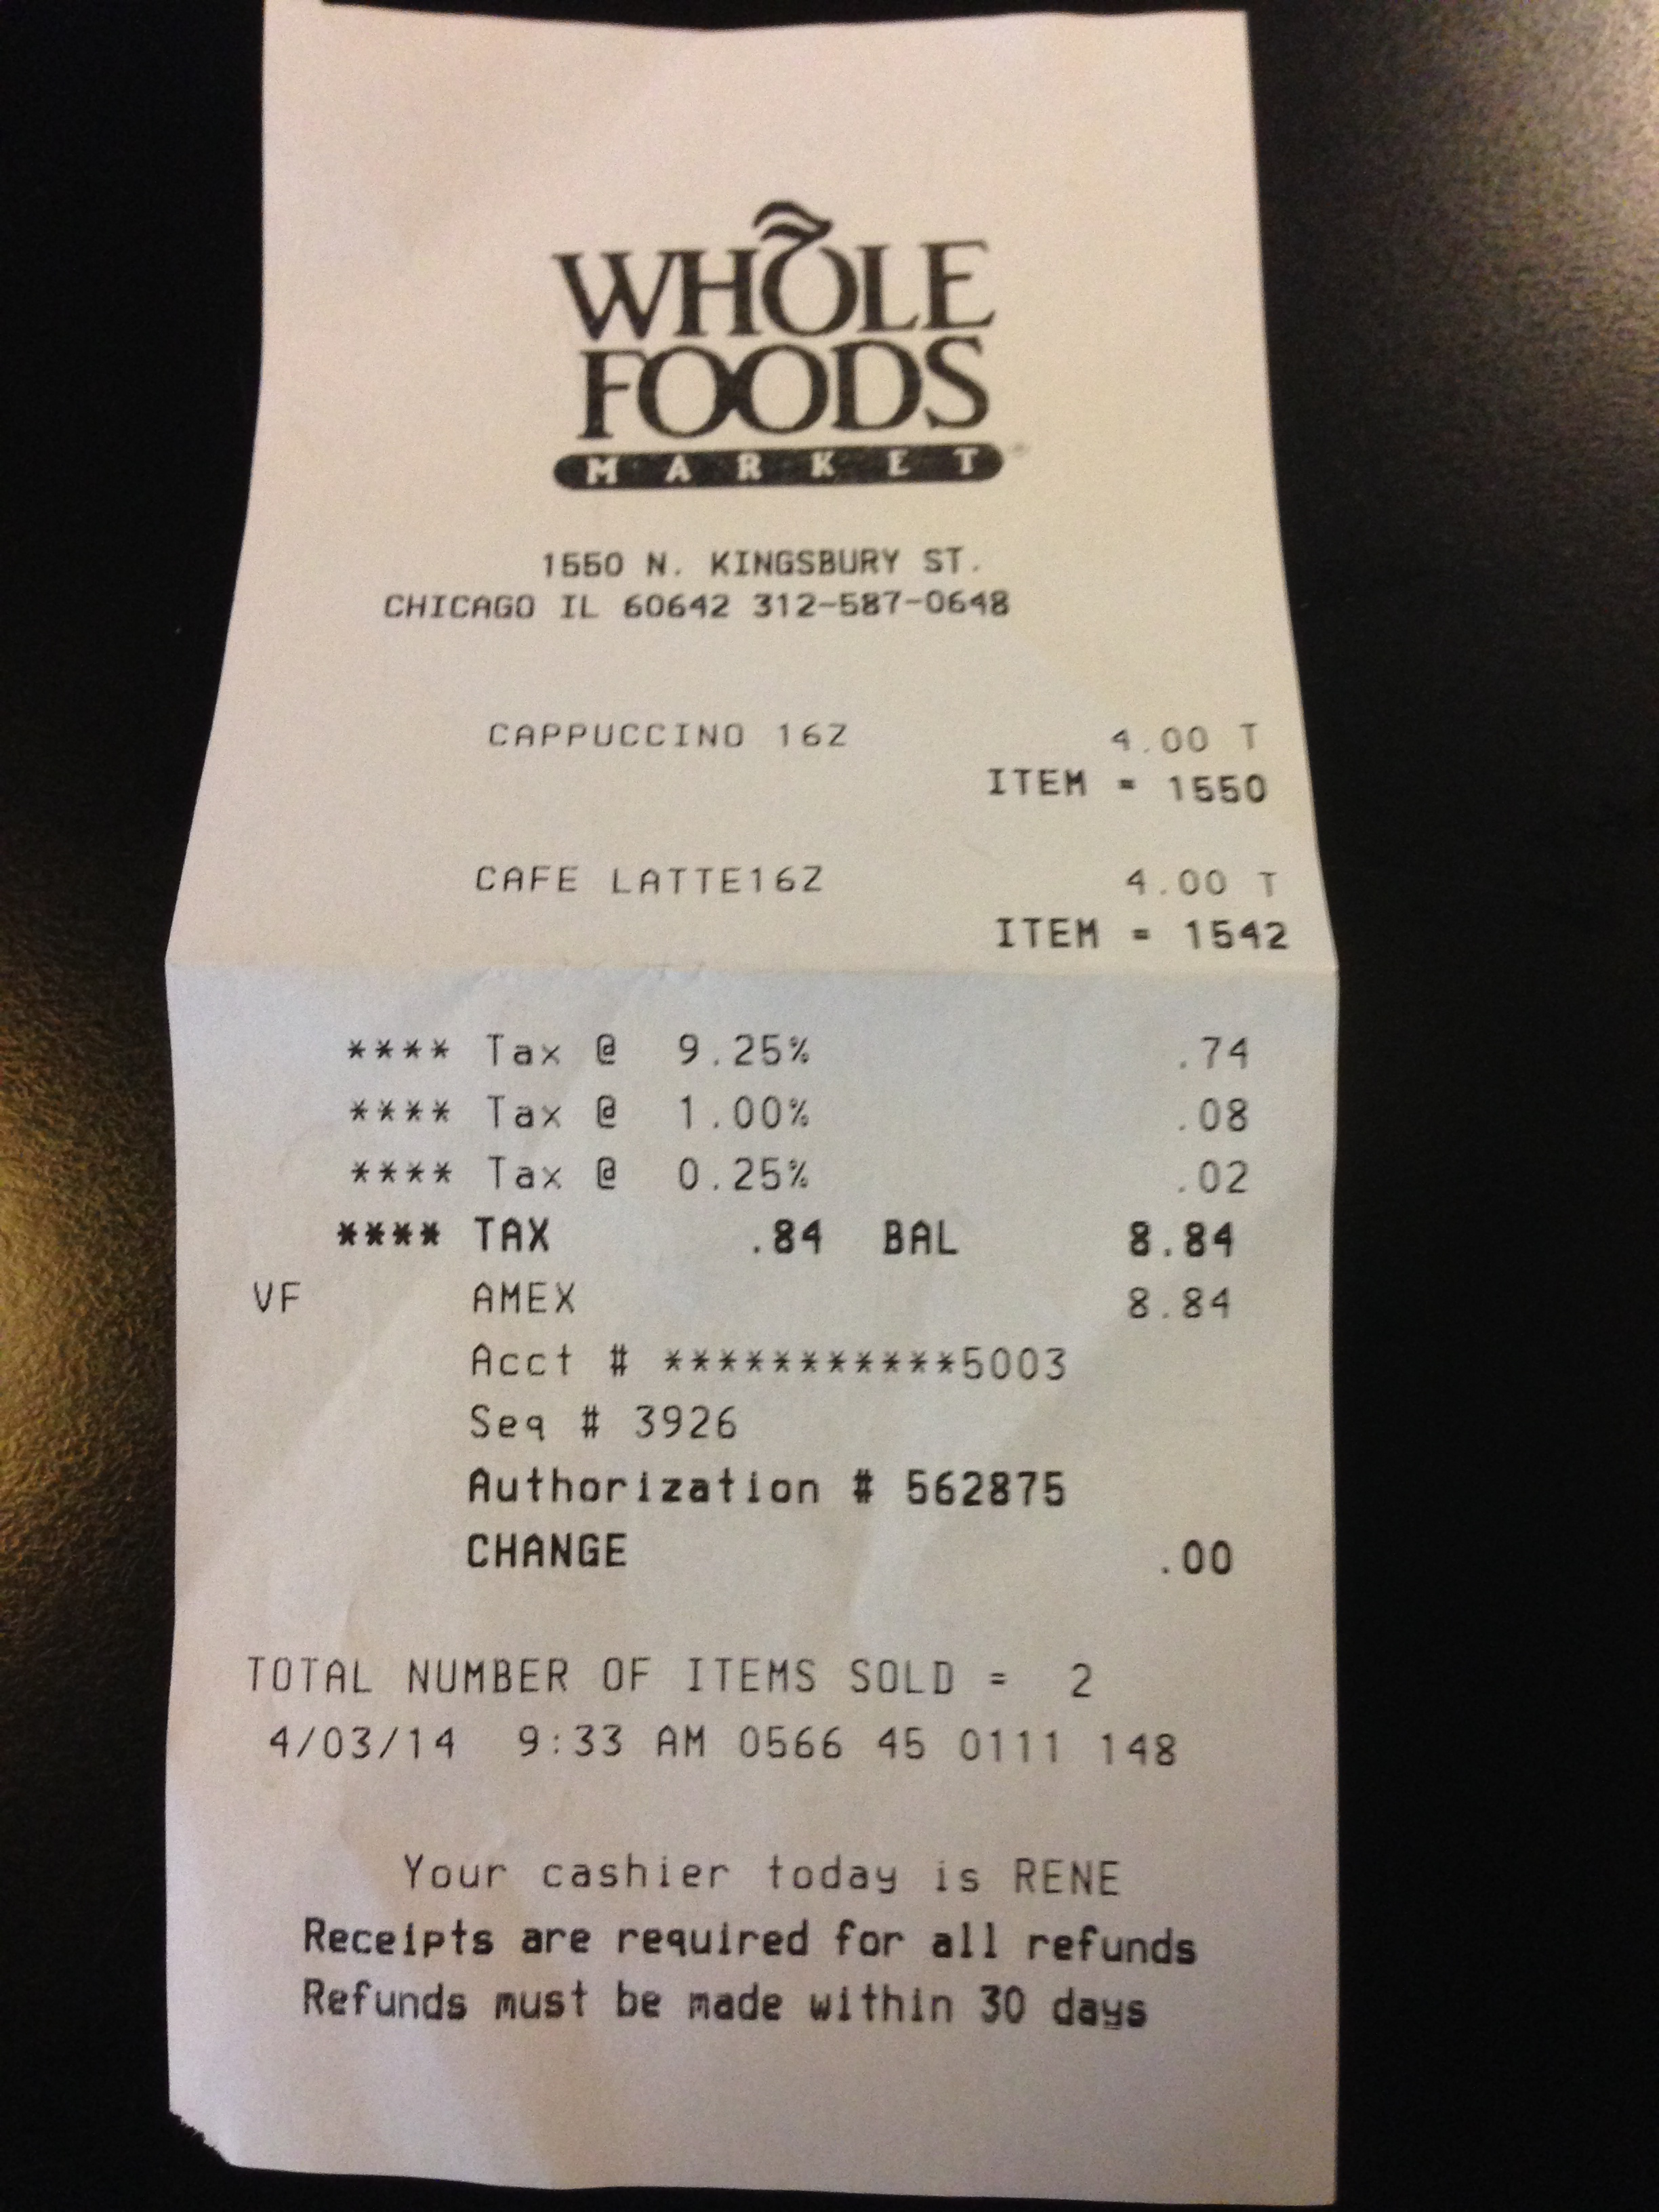 WHOLE
FOODS
MARKET
1550 N. KINGSBURY ST.
CHICAGO IL 60642 312-587-0648
CAPPUCCINO 16Z 4.00 T
ITEM = 1550
CAFE LATTE16Z 4.00 T
ITEM = 1542
**** Tax @ 9.25% .74
**** Tax @ 1.00% .08
**** Tax @ 0.25% .02
**** TAX .84 BAL 8.84
VF AMEX 8.84
Acct # ***********5003
Seq # 3926
Authorization # 562875
CHANGE .00
TOTAL NUMBER OF ITEMS SOLD = 2
4/03/14 9:33 AM 0566 45 0111 148
Your cashier today is RENE
Receipts are required for all refunds
Refunds must be made within 30 days